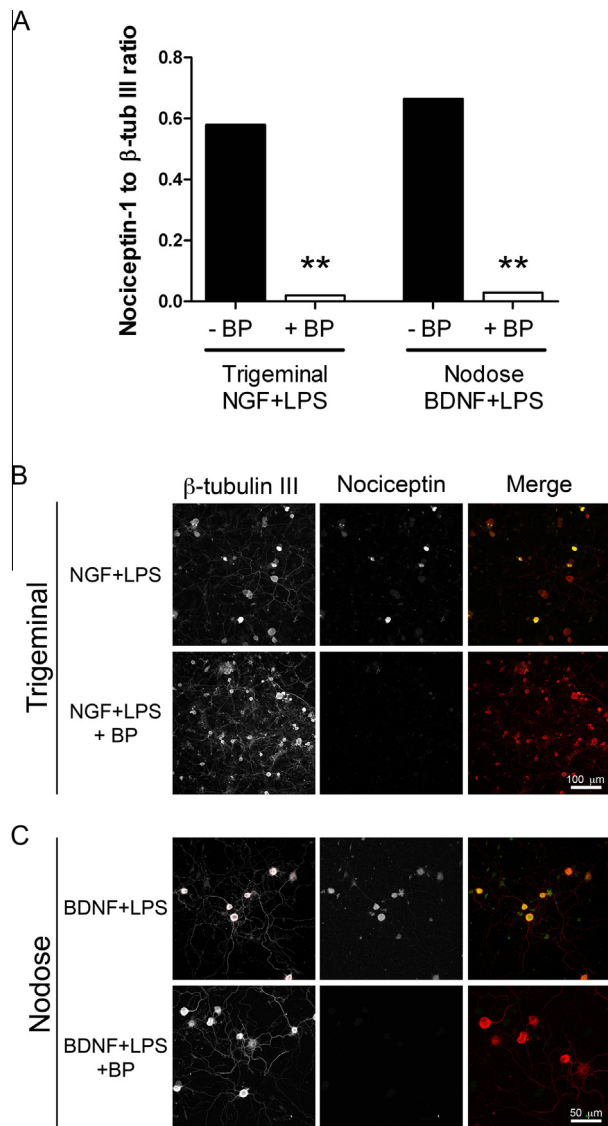 A
Nociceptin-1 to β-tub III ratio
0.8
0.6
0.4
0.2
0.0
**
**
- BP
+ BP
- BP
+ BP
Trigeminal
NGF+LPS
Nodose
BDNF+LPS
B
β-tubulin III
Nociceptin
Merge
Trigeminal
NGF+LPS
NGF+LPS
+ BP
100 µm
C
Nodose
BDNF+LPS
BDNF+LPS
+BP
50 µm